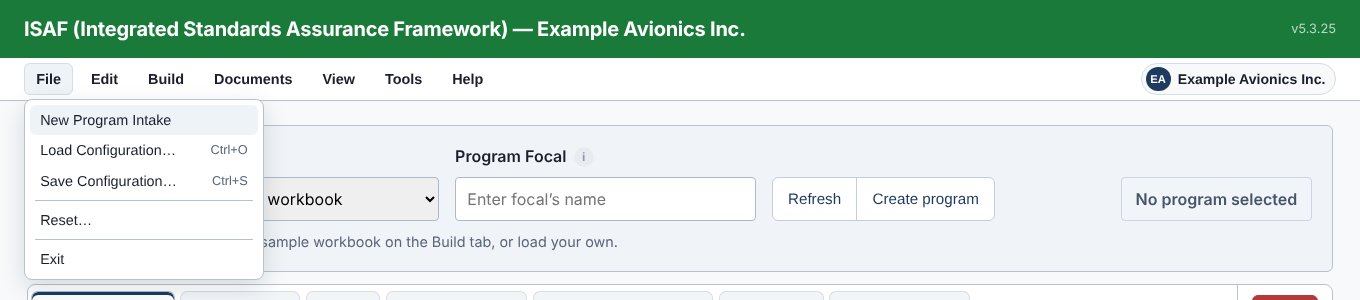 ISAF (Integrated Standards Assurance Framework) — Example Avionics Inc. v5.3.25
File Edit Build Documents View Tools Help EA Example Avionics Inc.
New Program Intake
Load Configuration… Ctrl+O
Save Configuration… Ctrl+S
Reset…
Exit
Program Focal i
workbook Enter focal’s name Refresh Create program No program selected
sample workbook on the Build tab, or load your own.